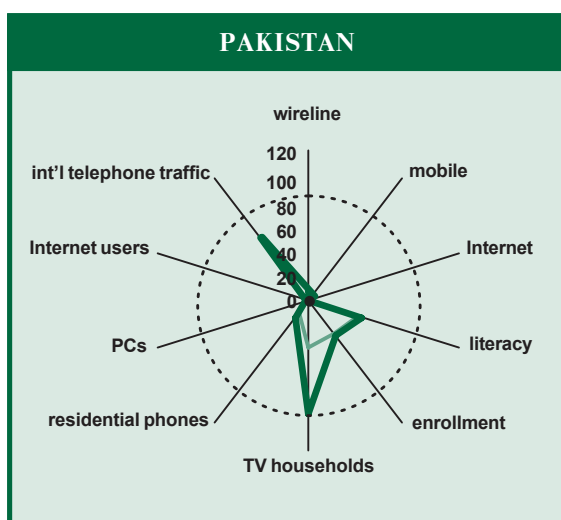 PAKISTAN
wireline
120
int'l telephone traffic
mobile
100
80
60
Internet users
Internet
40
20
0
PCs
literacy
residential phones
enrollment
TV households